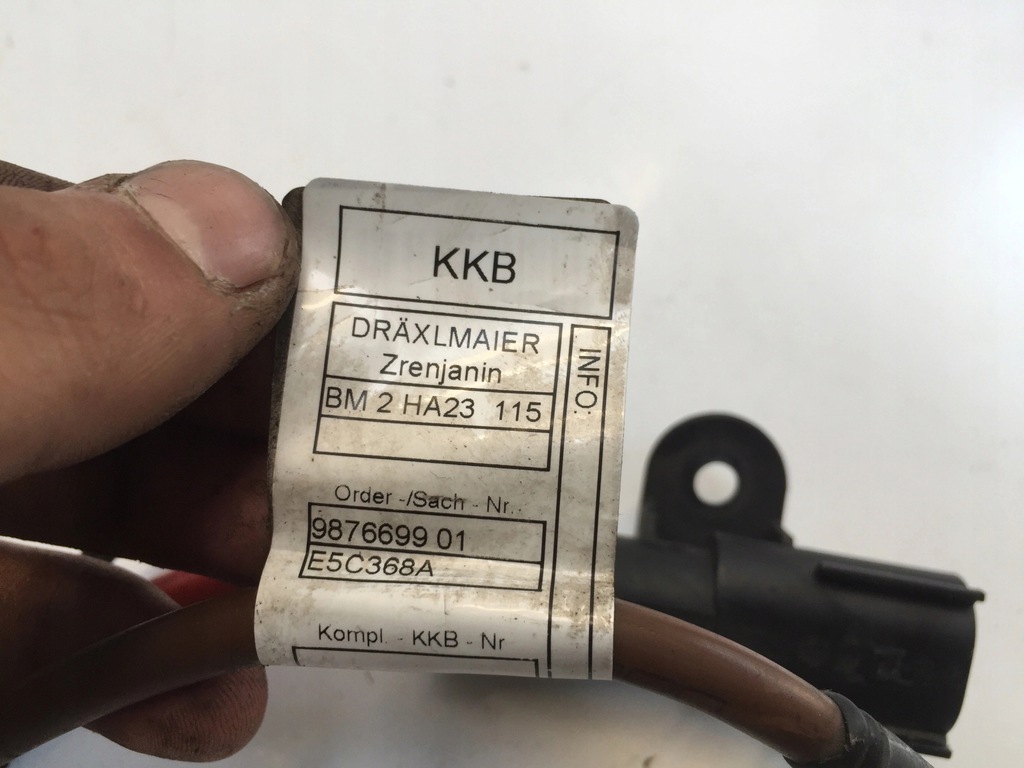 KKB
DRÄXLMAIER
Zrenjanin
BM 2 HA23 115
INFO:
Order -/Sach - Nr.
9876699 01
E5C368A
Kompl. - KKB - Nr